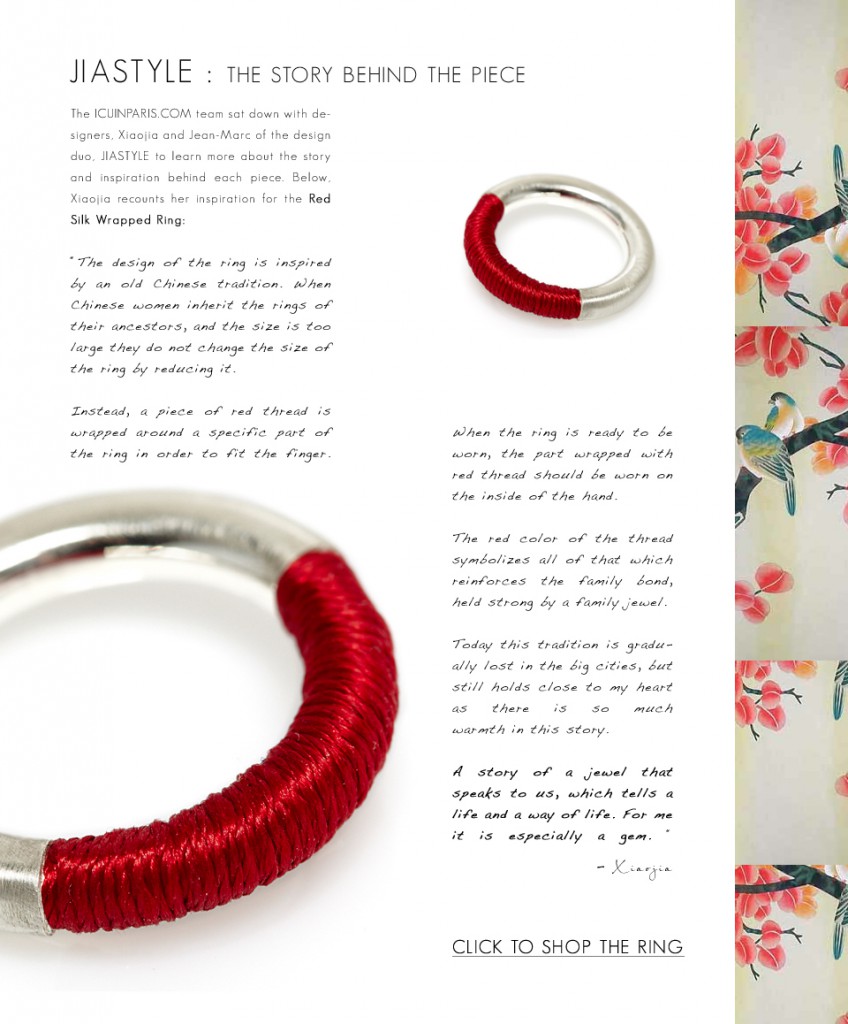 JIASTYLE : THE STORY BEHIND THE PIECE
The ICUINPARIS.COM team sat down with de-
signers, Xiaojia and Jean-Marc of the design
duo, JIASTYLE to learn more about the story
and inspiration behind each piece. Below,
Xiaojia recounts her inspiration for the Red
Silk Wrapped Ring:
"The design of the ring is inspired
by an old Chinese tradition. When
Chinese women inherit the rings of
their ancestors, and the size is too
large they do not change the size of
the ring by reducing it.
Instead, a piece of red thread is
wrapped around a specific part of
the ring in order to fit the finger.
When the ring is ready to be
worn, the part wrapped with
red thread should be worn on
the inside of the hand.
The red color of the thread
symbolizes all of that which
reinforces the family bond,
held strong by a family jewel.
Today this tradition is gradu-
ally lost in the big cities, but
still holds close to my heart
as there is so much
warmth in this story.
A story of a jewel that
speaks to us, which tells a
life and a way of life. For me
it is especially a gem. "
- Xiaojia
CLICK TO SHOP THE RING